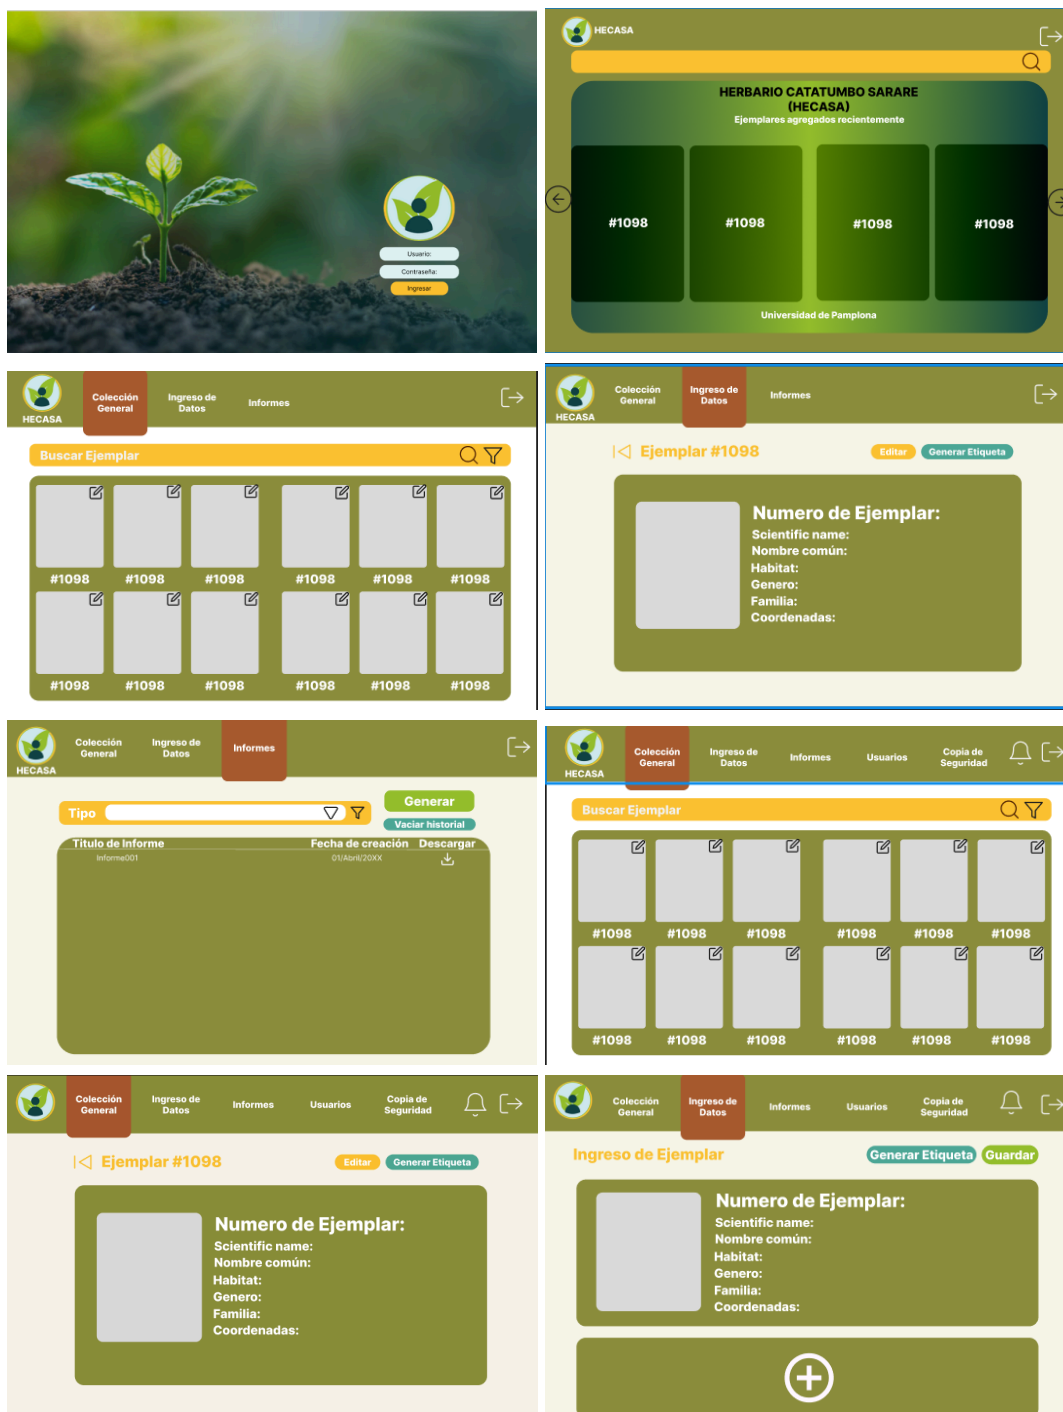 Usuario:
Contraseña:
Ingresar
HECASA
HERBARIO CATATUMBO SARARE
(HECASA)
Ejemplares agregados recientemente
#1098 #1098 #1098 #1098
Universidad de Pamplona
HECASA
Colección
General
Ingreso de
Datos
Informes
Buscar Ejemplar
#1098 #1098 #1098 #1098 #1098 #1098
#1098 #1098 #1098 #1098 #1098 #1098
HECASA
Colección
General
Ingreso de
Datos
Informes
Ejemplar #1098
Editar
Generar Etiqueta
Numero de Ejemplar:
Scientific name:
Nombre común:
Habitat:
Genero:
Familia:
Coordenadas:
HECASA
Colección
General
Ingreso de
Datos
Informes
Tipo
Generar
Vaciar historial
Titulo de Informe Fecha de creación Descargar
Informe001 01/Abril/20XX
HECASA
Colección
General
Ingreso de
Datos
Informes
Usuarios
Copia de
Seguridad
Buscar Ejemplar
#1098 #1098 #1098 #1098 #1098 #1098
#1098 #1098 #1098 #1098 #1098 #1098
Colección
General
Ingreso de
Datos
Informes
Usuarios
Copia de
Seguridad
Ejemplar #1098
Editar
Generar Etiqueta
Numero de Ejemplar:
Scientific name:
Nombre común:
Habitat:
Genero:
Familia:
Coordenadas:
Colección
General
Ingreso de
Datos
Informes
Usuarios
Copia de
Seguridad
Ingreso de Ejemplar
Generar Etiqueta
Guardar
Numero de Ejemplar:
Scientific name:
Nombre común:
Habitat:
Genero:
Familia:
Coordenadas: